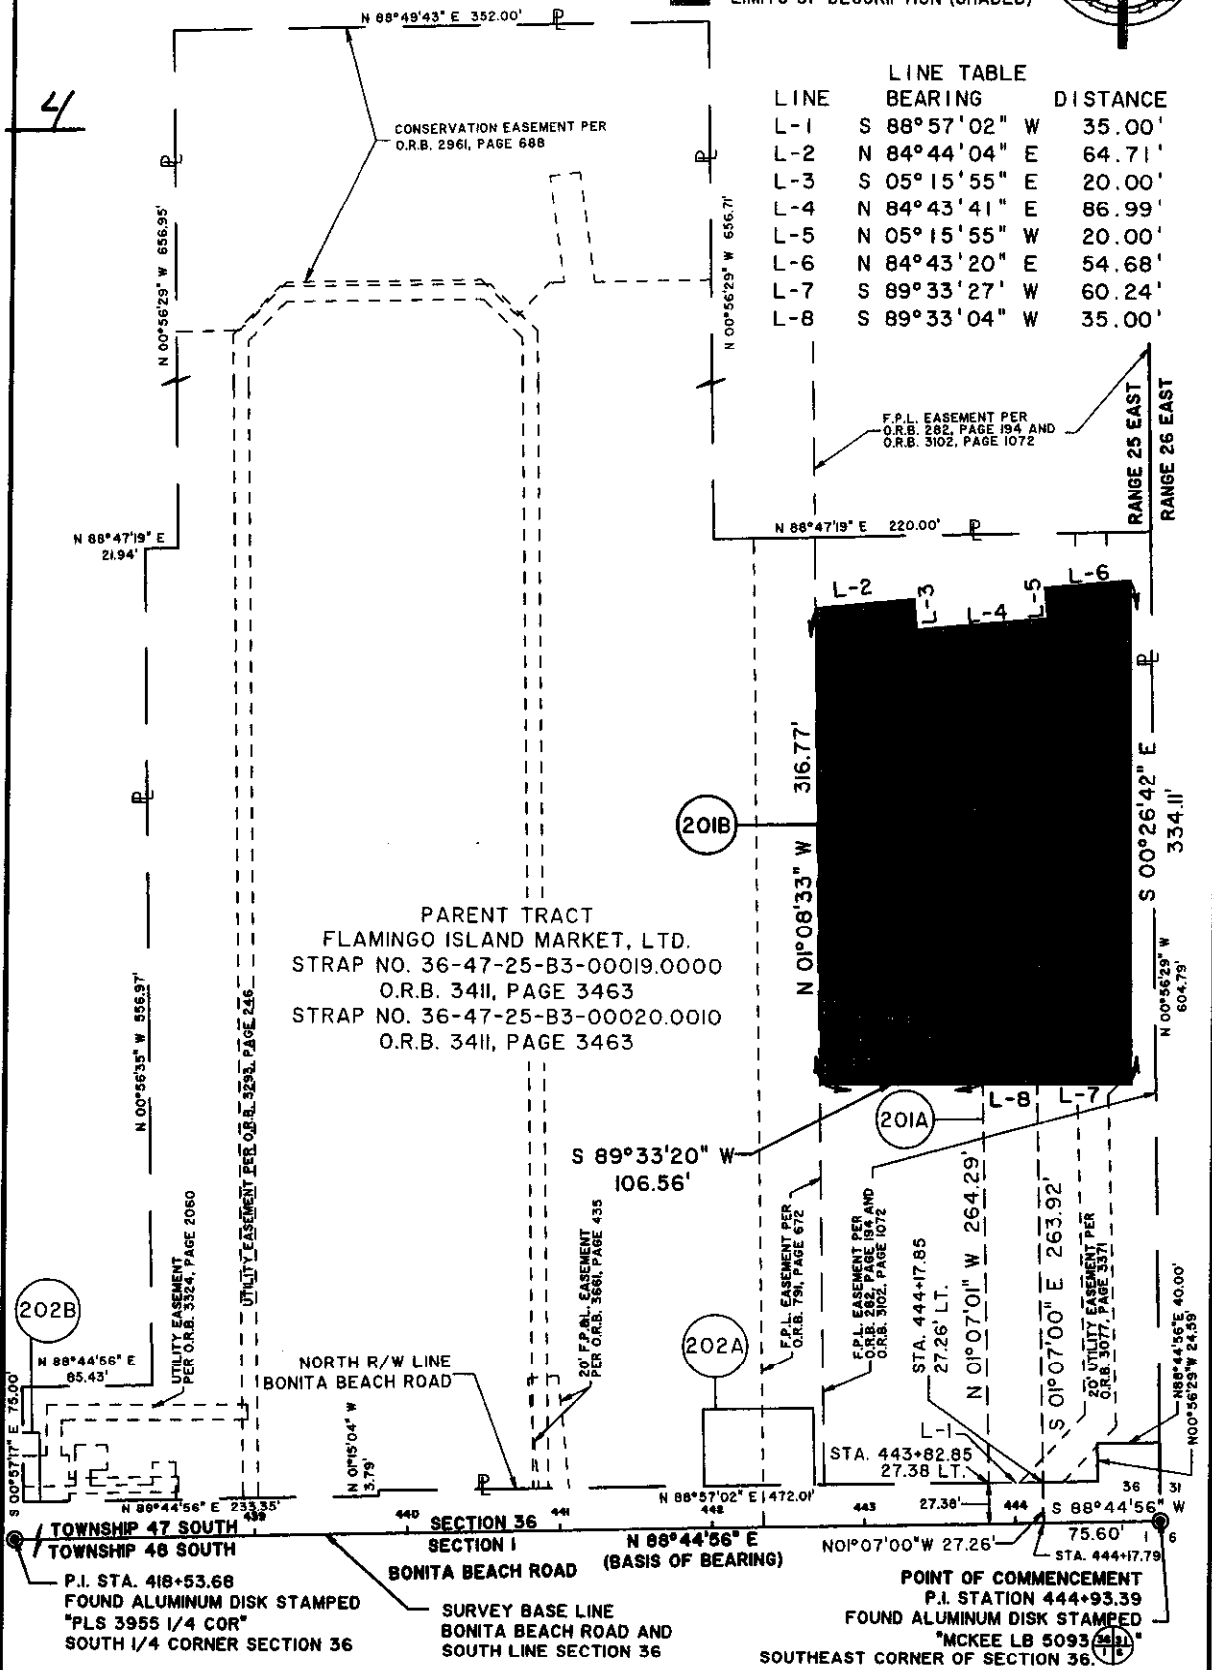 LIMITS OF DESCRIPTION (SHADED)
N 88°49'43" E 352.00'
4
LINE TABLE
LINE BEARING DISTANCE
L-1 S 88°57'02" W 35.00'
L-2 N 84°44'04" E 64.71'
L-3 S 05°15'55" E 20.00'
L-4 N 84°43'41" E 86.99'
L-5 N 05°15'55" W 20.00'
L-6 N 84°43'20" E 54.68'
L-7 S 89°33'27' W 60.24'
L-8 S 89°33'04" W 35.00'
CONSERVATION EASEMENT PER
O.R.B. 2961, PAGE 688
N 00°56'29" W 656.95'
N 00°56'29" W 656.71'
F.P.L. EASEMENT PER
O.R.B. 282, PAGE 194 AND
O.R.B. 3102, PAGE 1072
RANGE 25 EAST
RANGE 26 EAST
N 88°47'19" E
21.94'
N 88°47'19" E 220.00'
L-2
L-3
L-4
L-5
L-6
N 01°08'33" W 316.77'
201B
S 00°26'42" E
334.11'
N 00°56'29" W
604.79'
PARENT TRACT
FLAMINGO ISLAND MARKET, LTD.
STRAP NO. 36-47-25-B3-00019.0000
O.R.B. 3411, PAGE 3463
STRAP NO. 36-47-25-B3-00020.0010
O.R.B. 3411, PAGE 3463
N 00°56'35" W 556.97'
UTILITY EASEMENT PER O.R.B. 3293, PAGE 246
L-8
L-7
201A
S 89°33'20" W
106.56'
UTILITY EASEMENT
PER O.R.B. 3324, PAGE 2060
20' F.P.&L. EASEMENT
PER O.R.B. 3661, PAGE 435
F.P.L. EASEMENT PER
O.R.B. 791, PAGE 672
F.P.L. EASEMENT PER
O.R.B. 282, PAGE 194 AND
O.R.B. 3102, PAGE 1072
STA. 444+17.85
27.26' LT.
N 01°07'01" W 264.29'
S 01°07'00" E 263.92'
20' UTILITY EASEMENT PER
O.R.B. 3077, PAGE 3371
N88°44'56"E 40.00'
N00°56'29"W 24.59'
202B
202A
N 88°44'56" E
85.43'
S 00°57'17" E 75.00'
NORTH R/W LINE
BONITA BEACH ROAD
N 01°15'04" W
3.79'
L-1
STA. 443+82.85
27.38 LT.
N 88°44'56" E 233.35'
N 88°57'02 E 472.01'
27.38'
36 31
439 440 441 442 443 444
S 88°44'56" W
75.60'
1 6
TOWNSHIP 47 SOUTH
TOWNSHIP 48 SOUTH
SECTION 36
SECTION 1
BONITA BEACH ROAD
N 88°44'56" E
(BASIS OF BEARING)
N01°07'00"W 27.26'
STA. 444+17.79
P.I. STA. 418+53.68
FOUND ALUMINUM DISK STAMPED
"PLS 3955 1/4 COR"
SOUTH 1/4 CORNER SECTION 36
SURVEY BASE LINE
BONITA BEACH ROAD AND
SOUTH LINE SECTION 36
POINT OF COMMENCEMENT
P.I. STATION 444+93.39
FOUND ALUMINUM DISK STAMPED
"MCKEE LB 5093 36 31 1 6 "
SOUTHEAST CORNER OF SECTION 36.